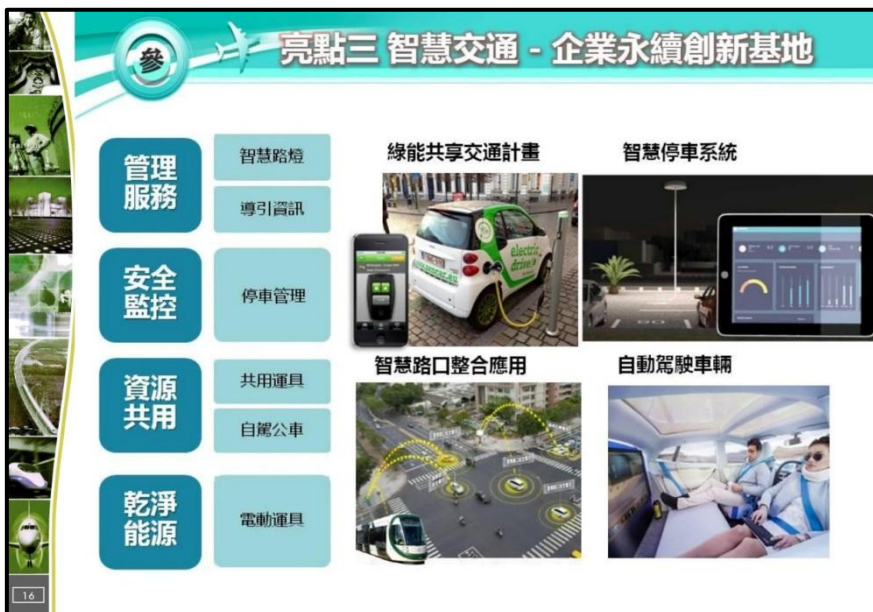 參
亮點三 智慧交通 - 企業永續創新基地
管理
服務
智慧路燈
導引資訊
安全
監控
停車管理
資源
共用
共用運具
自駕公車
乾淨
能源
電動運具
綠能共享交通計畫
electric
drive
智慧停車系統
智慧路口整合應用
自動駕駛車輛
16